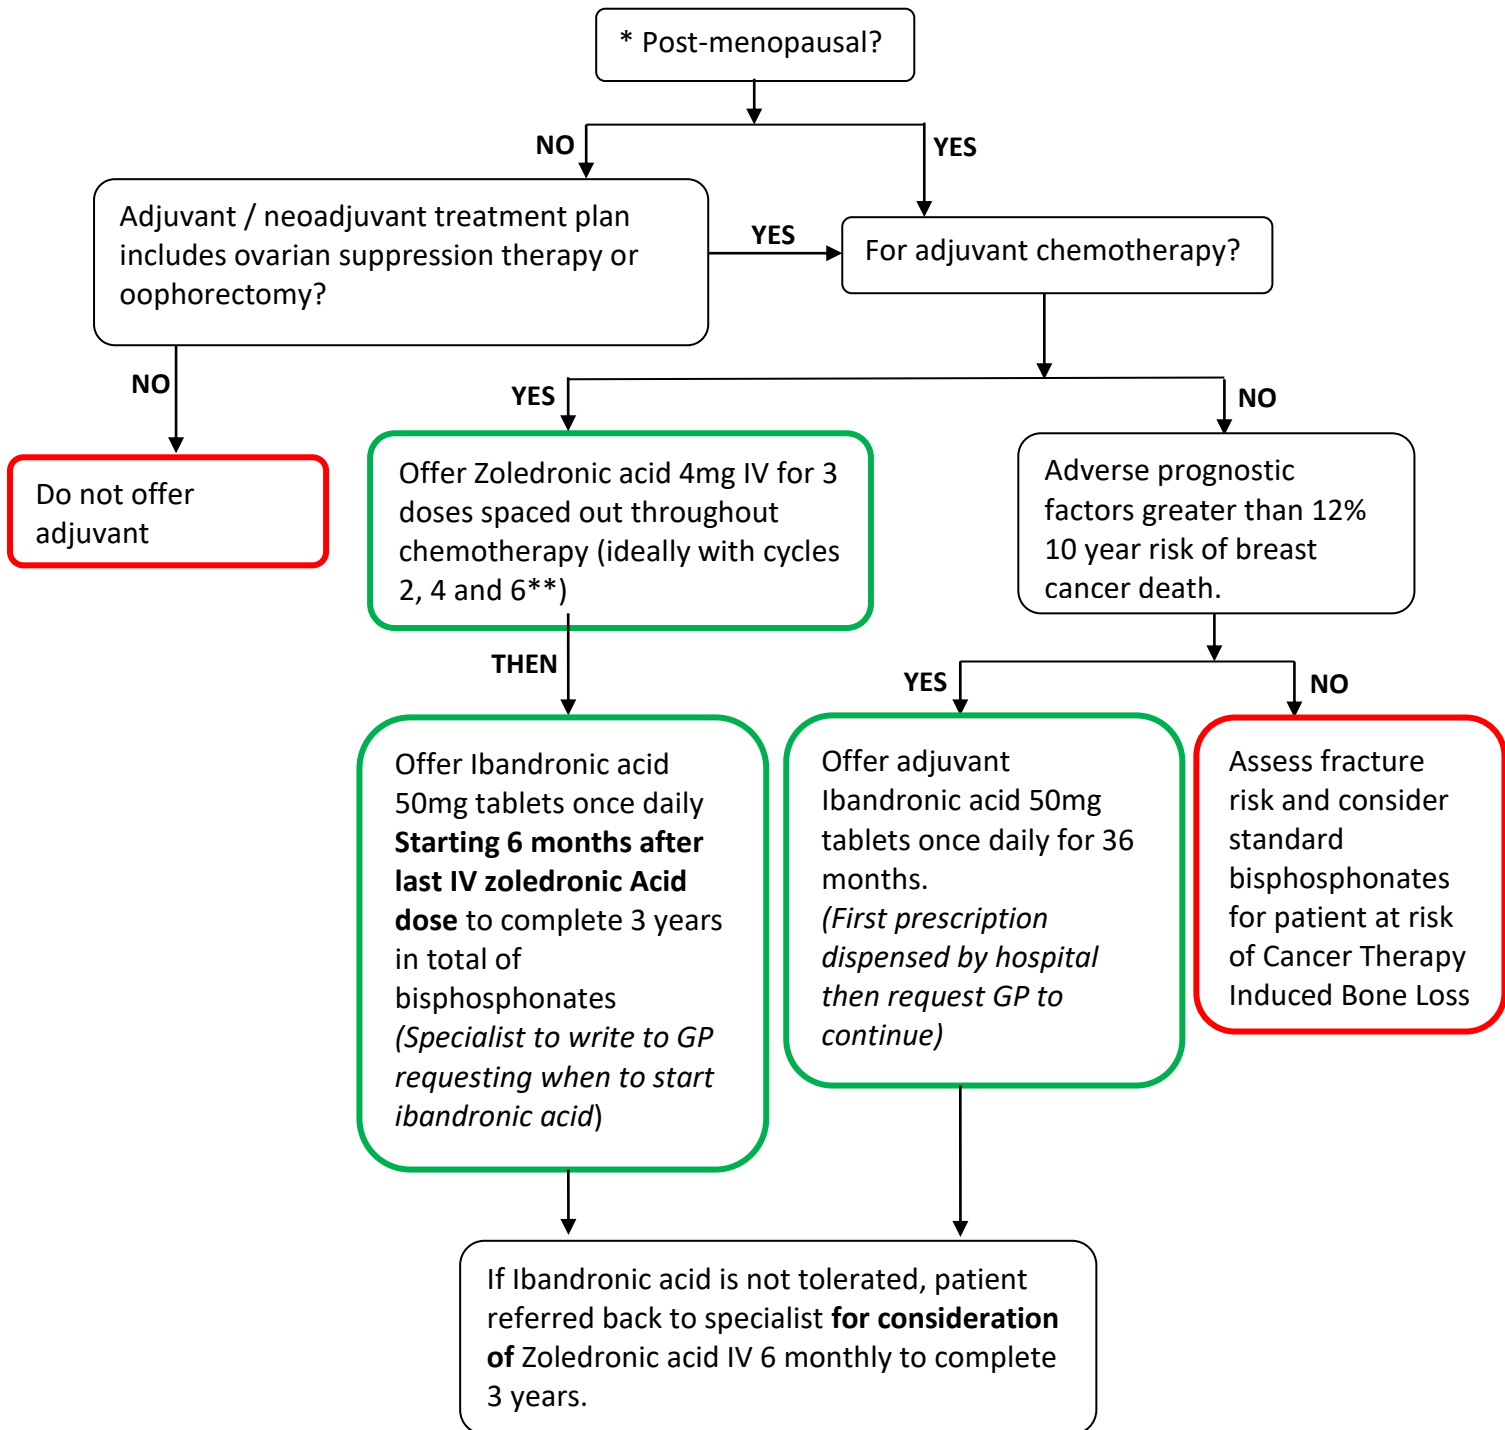 * Post-menopausal?
NO
YES
Adjuvant / neoadjuvant treatment plan
includes ovarian suppression therapy or
oophorectomy?
YES
For adjuvant chemotherapy?
NO
YES
NO
Do not offer
adjuvant
Offer Zoledronic acid 4mg IV for 3
doses spaced out throughout
chemotherapy (ideally with cycles
2, 4 and 6**)
Adverse prognostic
factors greater than 12%
10 year risk of breast
cancer death.
THEN
YES
NO
Offer Ibandronic acid
50mg tablets once daily
Starting 6 months after
last IV zoledronic Acid
dose to complete 3 years
in total of
bisphosphonates
(Specialist to write to GP
requesting when to start
ibandronic acid)
Offer adjuvant
Ibandronic acid 50mg
tablets once daily for 36
months.
(First prescription
dispensed by hospital
then request GP to
continue)
Assess fracture
risk and consider
standard
bisphosphonates
for patient at risk
of Cancer Therapy
Induced Bone Loss
If Ibandronic acid is not tolerated, patient
referred back to specialist for consideration
of Zoledronic acid IV 6 monthly to complete
3 years.